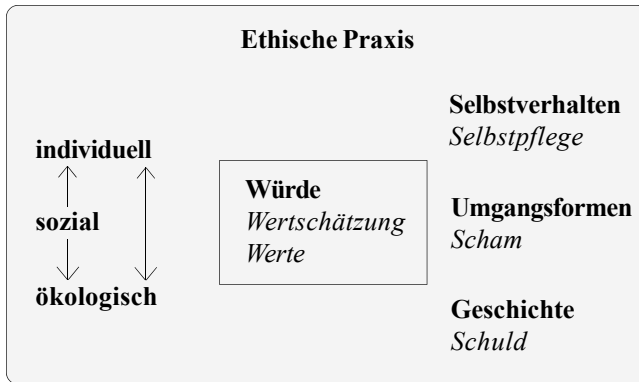 Ethische Praxis
individuell
sozial
ökologisch
Würde
Wertschätzung
Werte
Selbstverhalten
Selbstpflege
Umgangsformen
Scham
Geschichte
Schuld